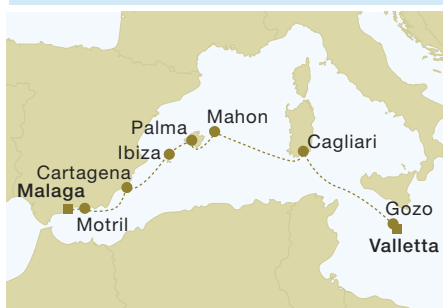 Mahon
Palma
Cagliari
Ibiza
Cartagena
Malaga
Motril
Gozo
Valletta